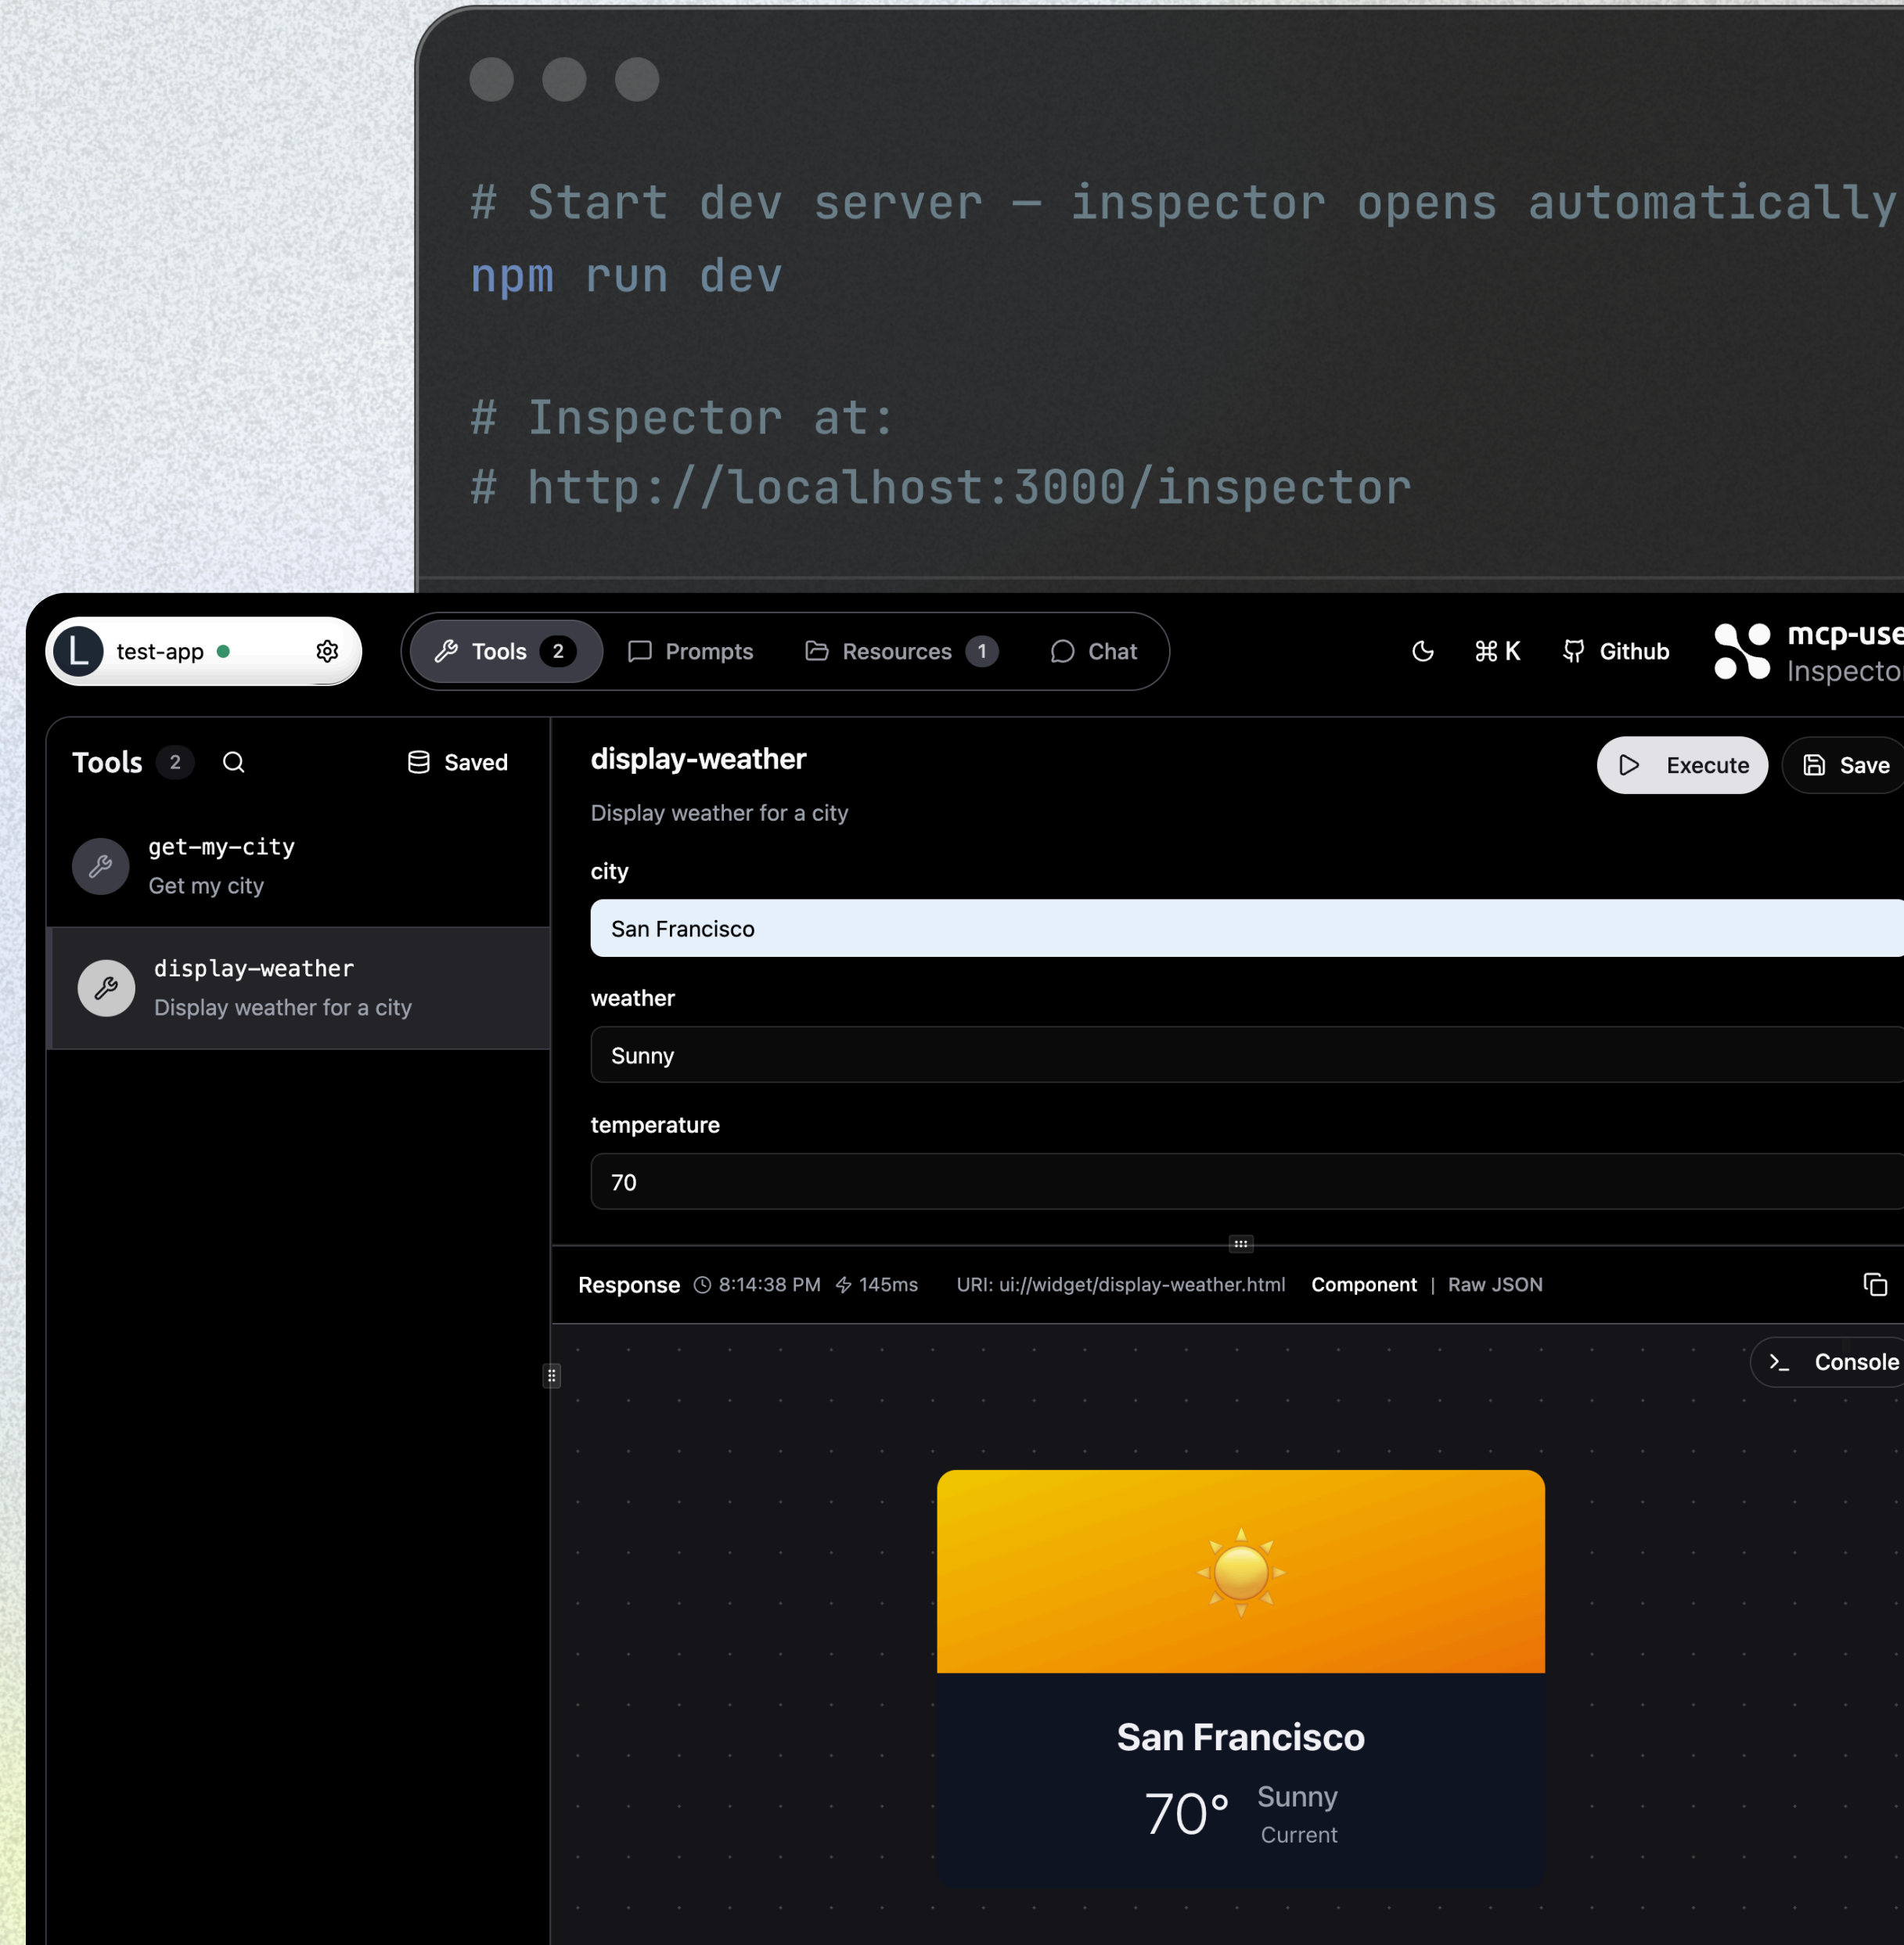 # Start dev server — inspector opens automatically
npm run dev
# Inspector at:
# http://localhost:3000/inspector
L test-app
Tools 2
Prompts
Resources 1
Chat
⌘ K
Github
mcp-use
Inspector
Tools 2
Saved
get-my-city
Get my city
display-weather
Display weather for a city
display-weather
Execute
Save
Display weather for a city
city
San Francisco
weather
Sunny
temperature
70
Response 8:14:38 PM 145ms URI: ui://widget/display-weather.html Component | Raw JSON
Console
San Francisco
70° Sunny
Current